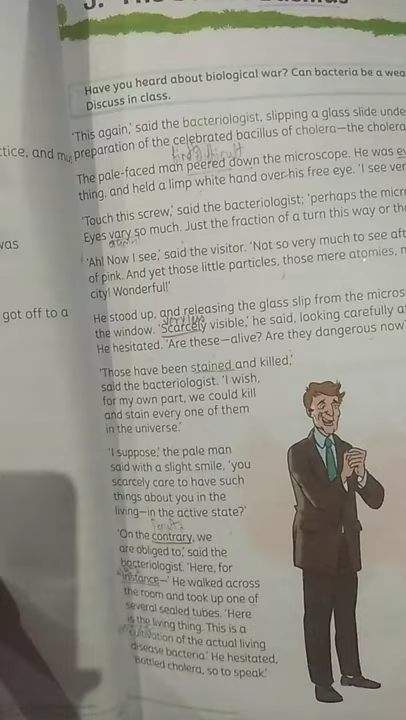 Have you heard about biological war? Can bacteria be a wea
Discuss in class.
'This again,' said the bacteriologist, slipping a glass slide unde
preparation of the celebrated bacillus of cholera—the cholera
The pale-faced man peered down the microscope. He was ev
thing, and held a limp white hand over his free eye. 'I see ver
'Touch this screw,' said the bacteriologist; 'perhaps the micr
Eyes vary so much. Just the fraction of a turn this way or th
'Ah! Now I see,' said the visitor. 'Not so very much to see aft
of pink. And yet those little particles, those mere atomies, m
city! Wonderful!'
He stood up, and releasing the glass slip from the micros
the window. 'Scarcely visible,' he said, looking carefully a
He hesitated. 'Are these—alive? Are they dangerous now
'Those have been stained and killed,'
said the bacteriologist. 'I wish,
for my own part, we could kill
and stain every one of them
in the universe.'
'I suppose,' the pale man
said with a slight smile, 'you
scarcely care to have such
things about you in the
living—in the active state?'
'On the contrary, we
are obliged to,' said the
bacteriologist. 'Here, for
instance—' He walked across
the room and took up one of
several sealed tubes. 'Here
is the living thing. This is a
cultivation of the actual living
disease bacteria.' He hesitated,
'Bottled cholera, so to speak.'
tice, and my
vas
got off to a